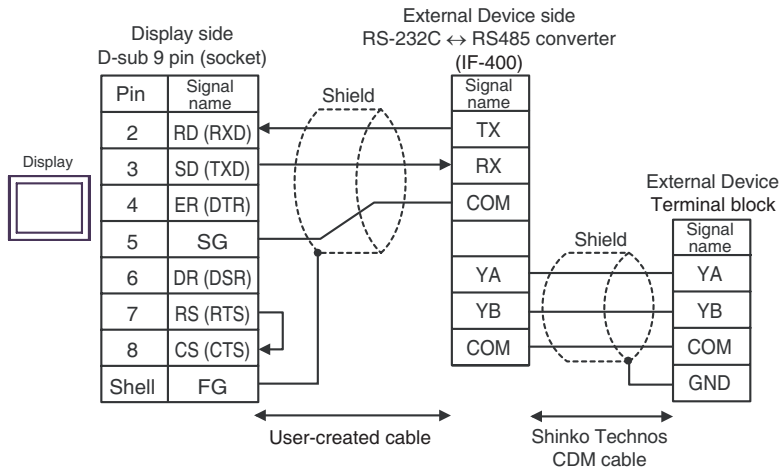 External Device side
RS-232C ↔ RS485 converter
(IF-400)
Display side
D-sub 9 pin (socket)
Pin Signal name
2 RD (RXD)
3 SD (TXD)
4 ER (DTR)
5 SG
6 DR (DSR)
7 RS (RTS)
8 CS (CTS)
Shell FG
Display
Shield
Signal name
TX
RX
COM
YA
YB
COM
Shield
External Device
Terminal block
Signal name
YA
YB
COM
GND
User-created cable
Shinko Technos
CDM cable